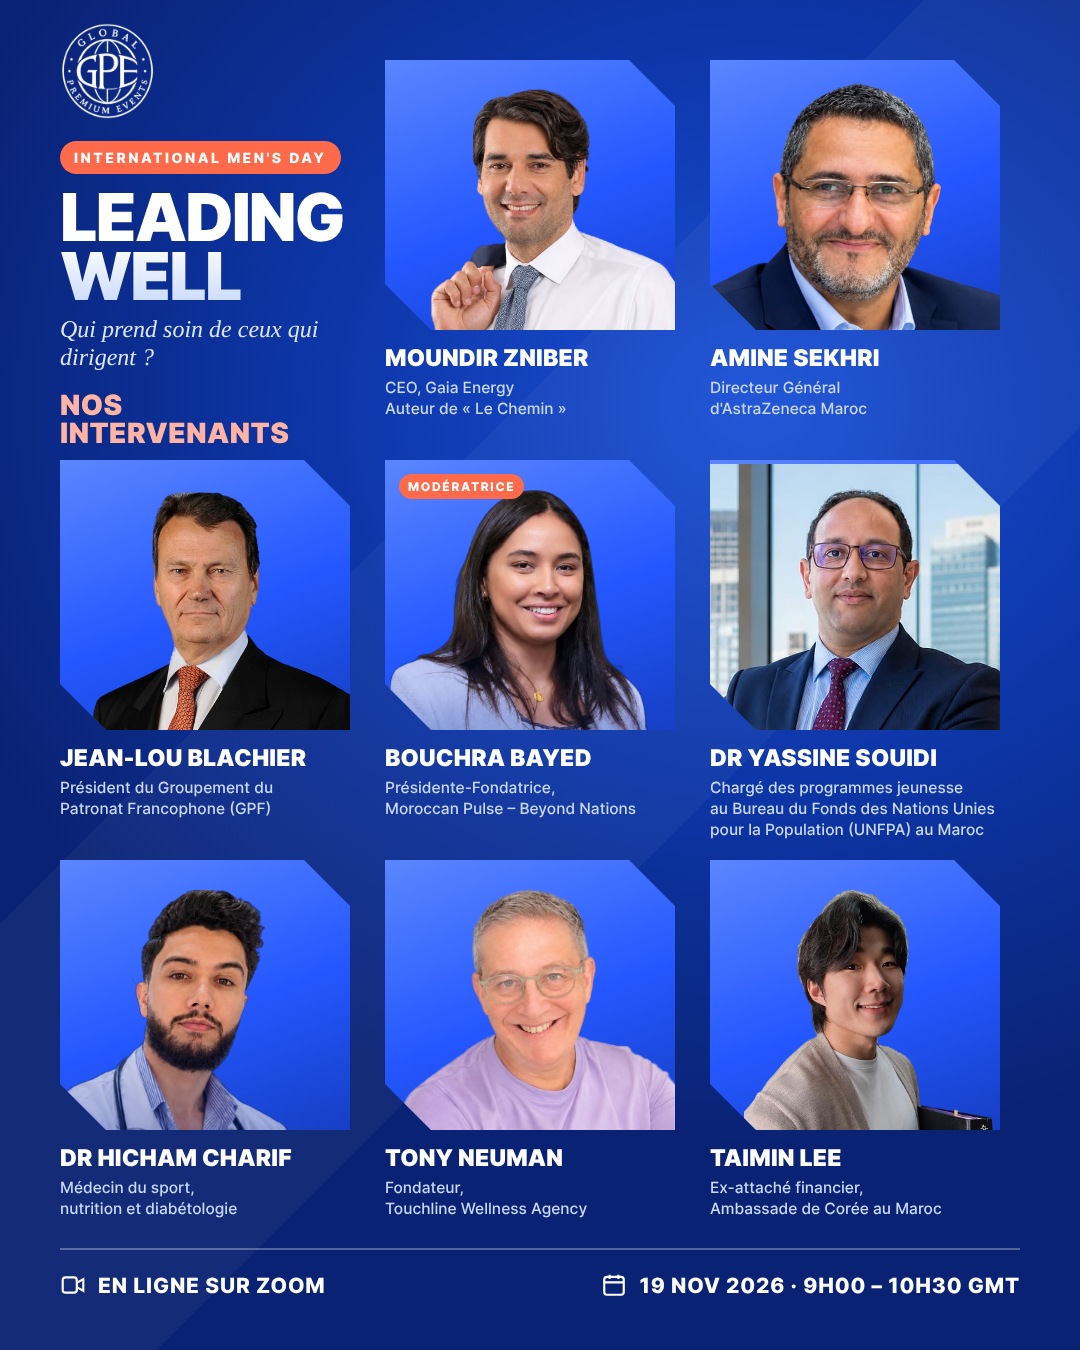 GLOBAL
GPE
PREMIUM EVENTS
INTERNATIONAL MEN'S DAY
LEADING
WELL
Qui prend soin de ceux qui
dirigent ?
NOS
INTERVENANTS
MOUNDIR ZNIBER
CEO, Gaia Energy
Auteur de « Le Chemin »
AMINE SEKHRI
Directeur Général
d'AstraZeneca Maroc
JEAN-LOU BLACHIER
Président du Groupement du
Patronat Francophone (GPF)
MODÉRATRICE
BOUCHRA BAYED
Présidente-Fondatrice,
Moroccan Pulse – Beyond Nations
DR YASSINE SOUIDI
Chargé des programmes jeunesse
au Bureau du Fonds des Nations Unies
pour la Population (UNFPA) au Maroc
DR HICHAM CHARIF
Médecin du sport,
nutrition et diabétologie
TONY NEUMAN
Fondateur,
Touchline Wellness Agency
TAIMIN LEE
Ex-attaché financier,
Ambassade de Corée au Maroc
EN LIGNE SUR ZOOM
19 NOV 2026 · 9H00 – 10H30 GMT